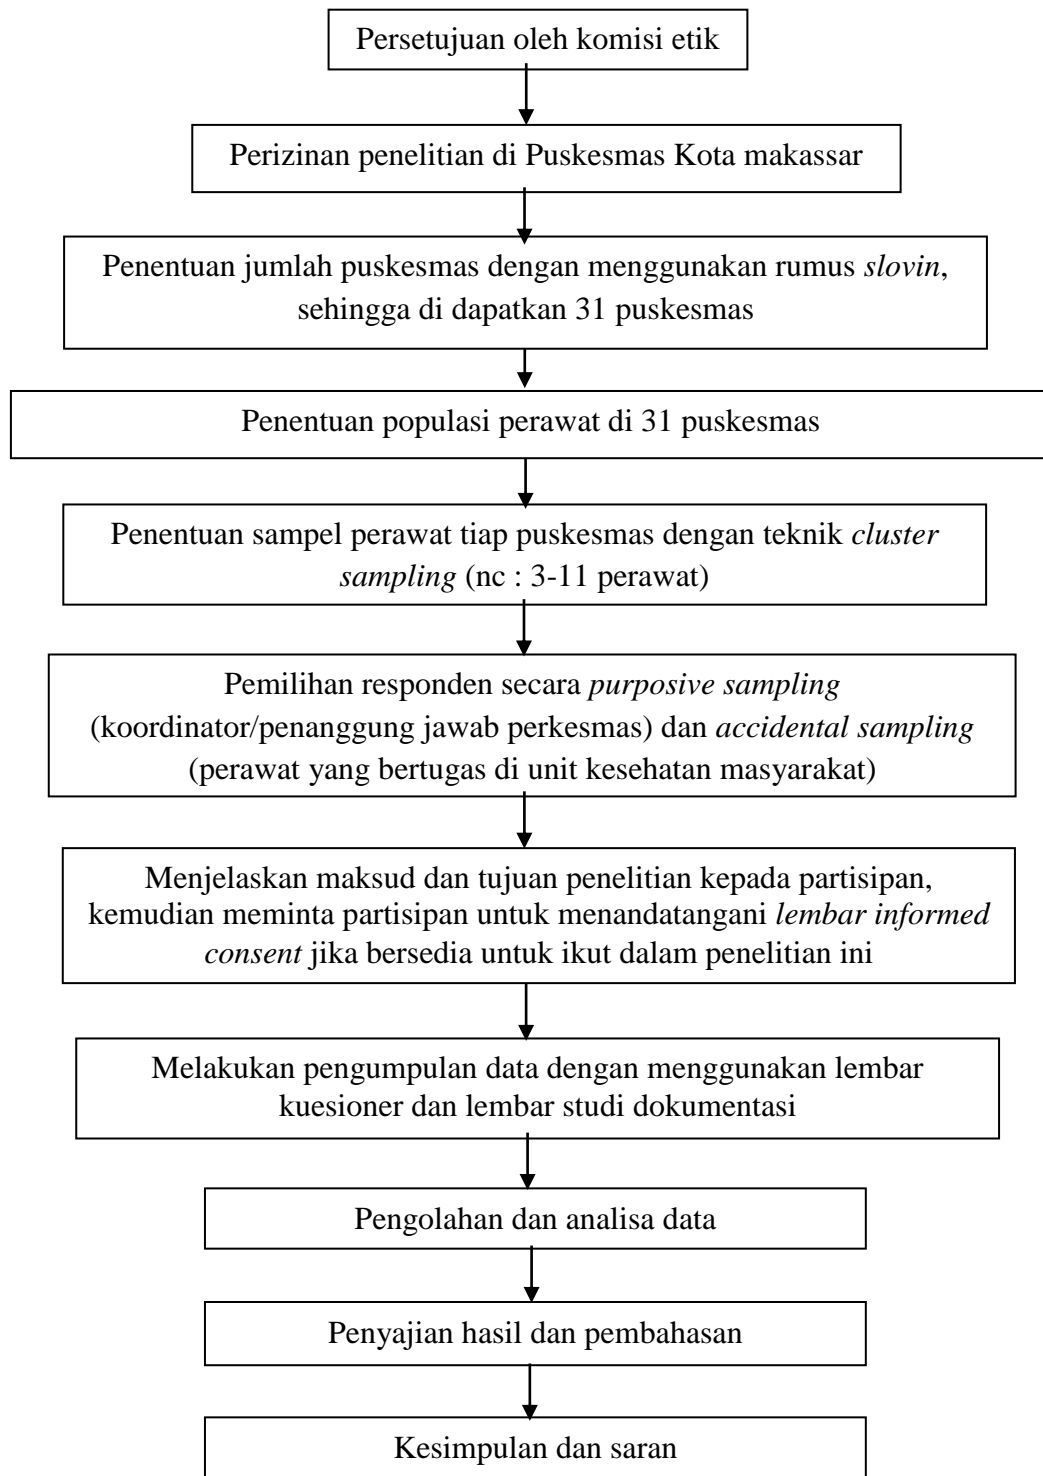 Persetujuan oleh komisi etik
Perizinan penelitian di Puskesmas Kota makassar
Penentuan jumlah puskesmas dengan menggunakan rumus slovin,
sehingga di dapatkan 31 puskesmas
Penentuan populasi perawat di 31 puskesmas
Penentuan sampel perawat tiap puskesmas dengan teknik cluster
sampling (nc : 3-11 perawat)
Pemilihan responden secara purposive sampling
(koordinator/penanggung jawab perkesmas) dan accidental sampling
(perawat yang bertugas di unit kesehatan masyarakat)
Menjelaskan maksud dan tujuan penelitian kepada partisipan,
kemudian meminta partisipan untuk menandatangani lembar informed
consent jika bersedia untuk ikut dalam penelitian ini
Melakukan pengumpulan data dengan menggunakan lembar
kuesioner dan lembar studi dokumentasi
Pengolahan dan analisa data
Penyajian hasil dan pembahasan
Kesimpulan dan saran